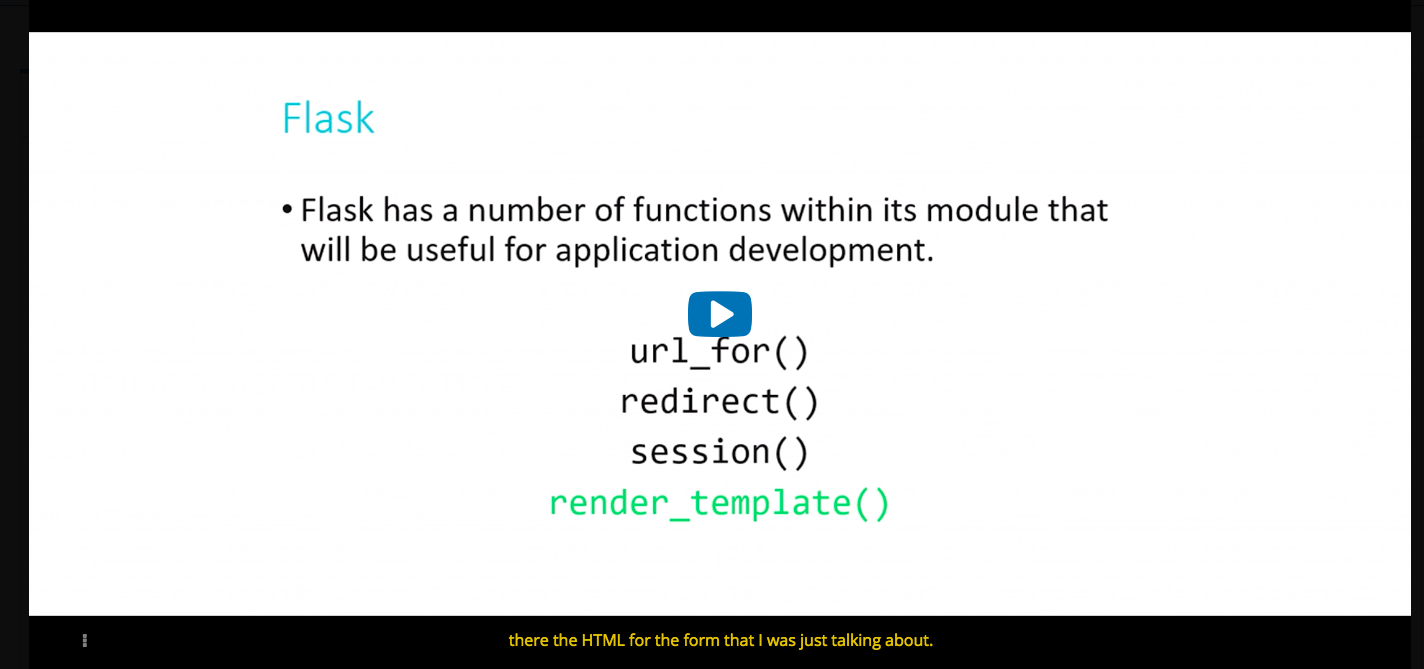 Flask
• Flask has a number of functions within its module that
will be useful for application development.
url_for()
redirect()
session()
render_template()
there the HTML for the form that I was just talking about.